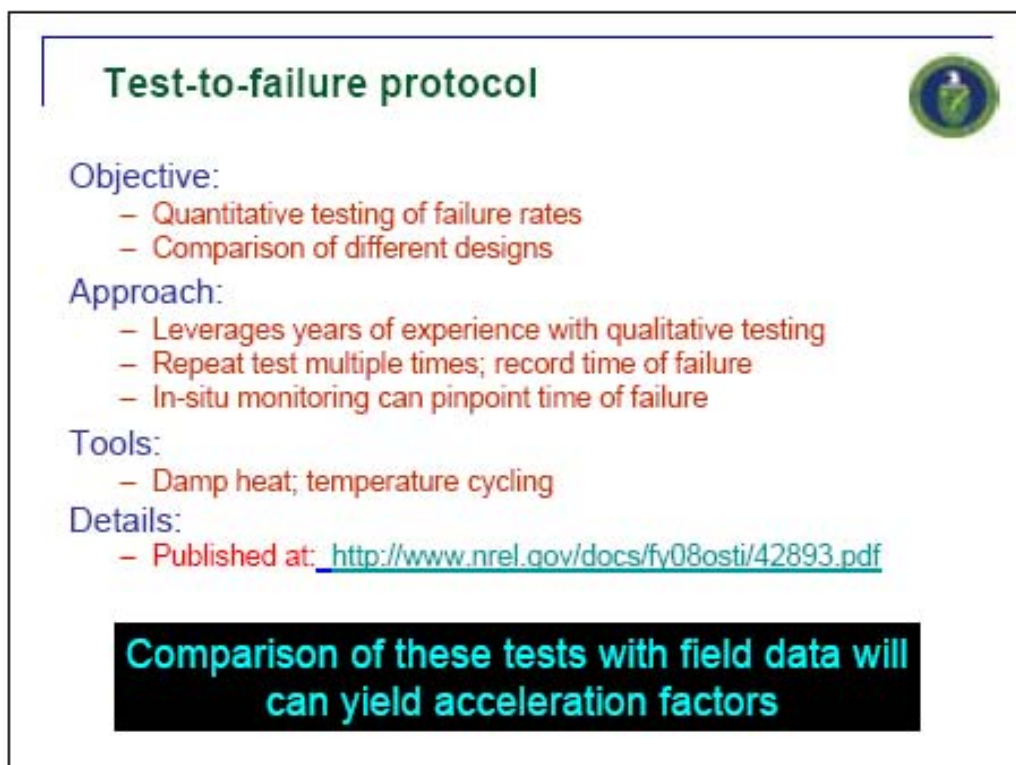 Test-to-failure protocol
Objective:
– Quantitative testing of failure rates
– Comparison of different designs
Approach:
– Leverages years of experience with qualitative testing
– Repeat test multiple times; record time of failure
– In-situ monitoring can pinpoint time of failure
Tools:
– Damp heat; temperature cycling
Details:
– Published at: http://www.nrel.gov/docs/fy08osti/42893.pdf
Comparison of these tests with field data will
can yield acceleration factors